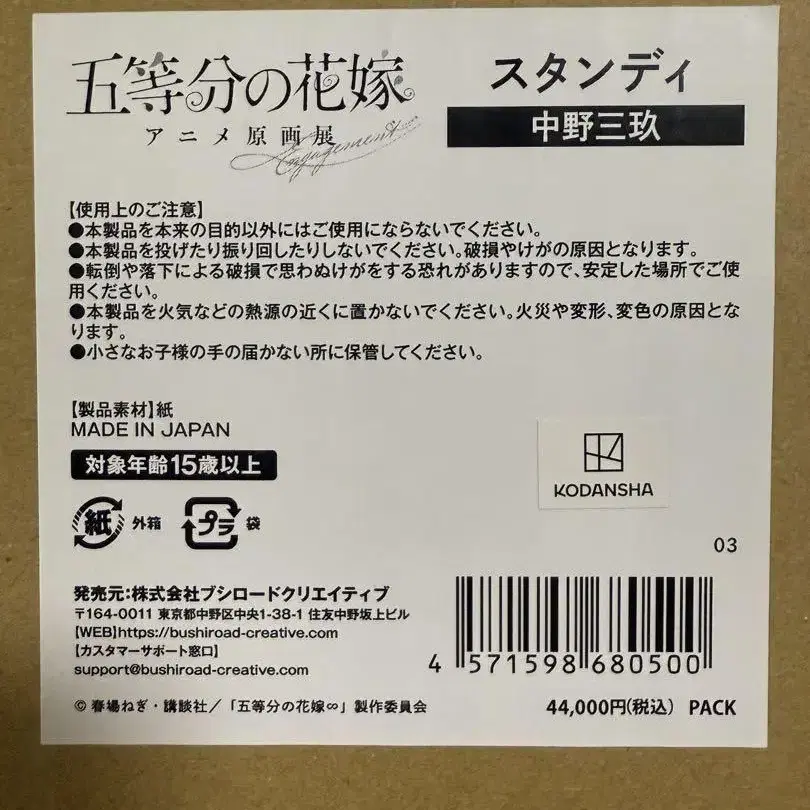 五等分の花嫁
アニメ原画展
Engagement
スタンディ
中野三玖
【使用上のご注意】
●本製品を本来の目的以外にはご使用にならないでください。
●本製品を投げたり振り回したりしないでください。破損やけがの原因となります。
●転倒や落下による破損で思わぬけがをする恐れがありますので、安定した場所でご使
用ください。
●本製品を火気などの熱源の近くに置かないでください。火災や変形、変色の原因とな
ります。
●小さなお子様の手の届かない所に保管してください。
【製品素材】紙
MADE IN JAPAN
対象年齢15歳以上
紙 外箱 プラ 袋
KODANSHA
03
発売元:株式会社ブシロードクリエイティブ
〒164-0011 東京都中野区中央1-38-1 住友中野坂上ビル
【WEB】https://bushiroad-creative.com
【カスタマーサポート窓口】
support@bushiroad-creative.com
4 571598 680500
© 春場ねぎ・講談社／「五等分の花嫁∞」製作委員会
44,000円(税込) PACK